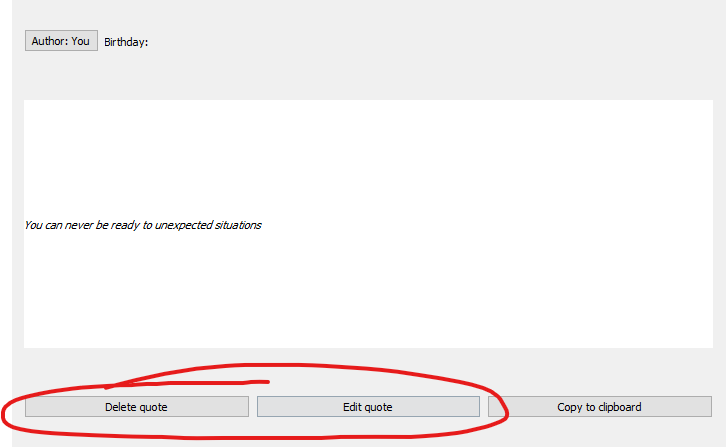 Author: You Birthday:
You can never be ready to unexpected situations
Delete quote Edit quote Copy to clipboard